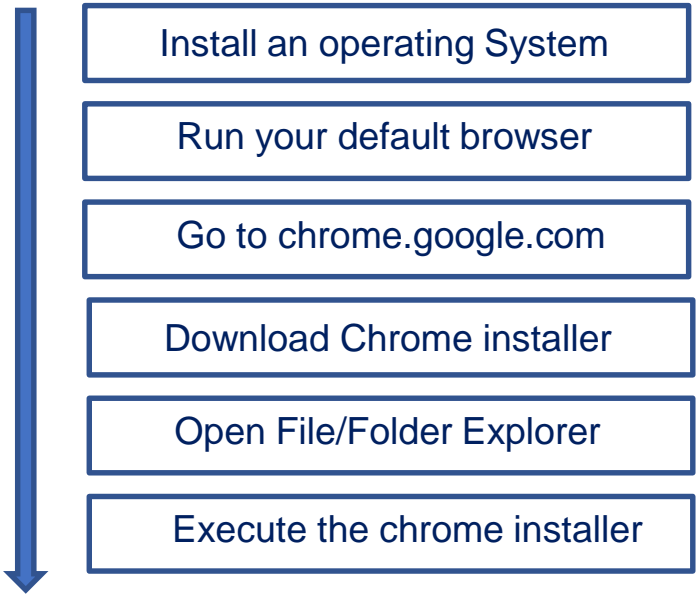 Install an operating System
Run your default browser
Go to chrome.google.com
Download Chrome installer
Open File/Folder Explorer
Execute the chrome installer